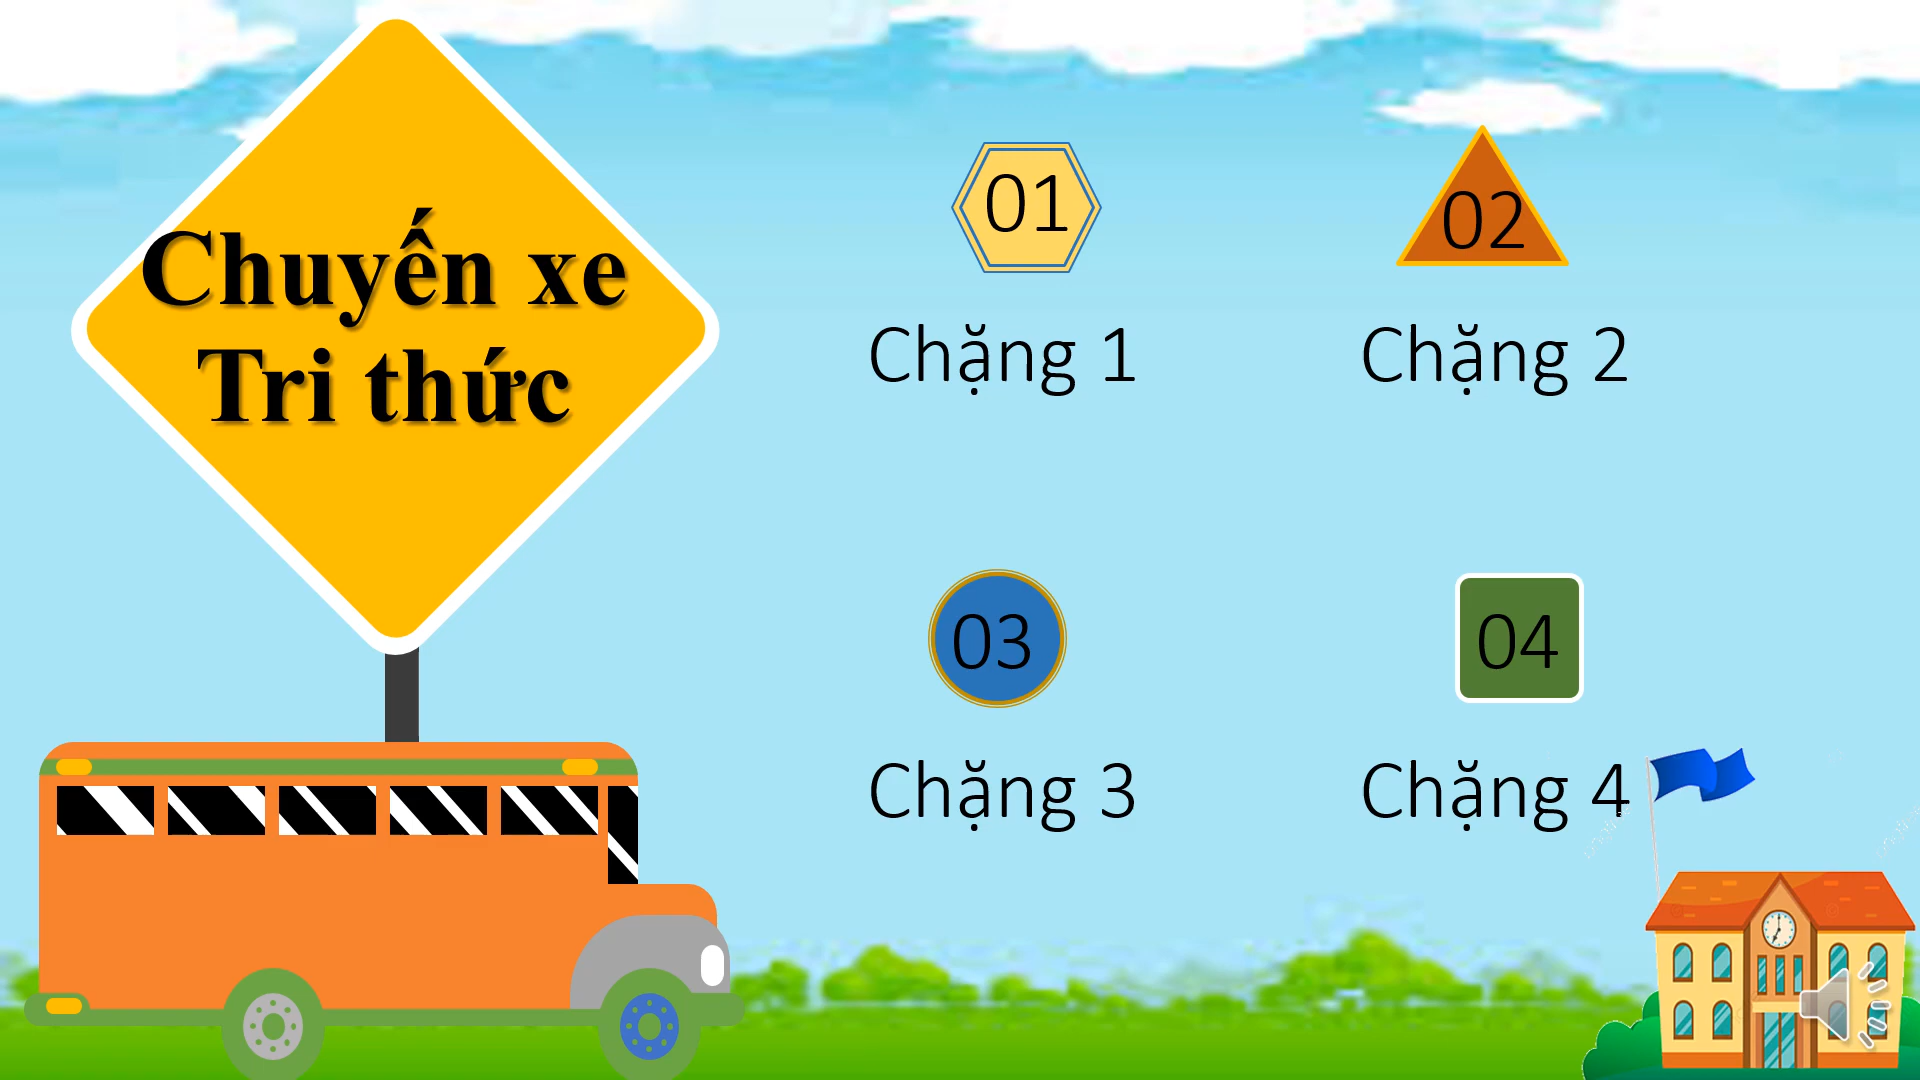 Chuyến xe
Tri thức
01
02
Chặng 1
Chặng 2
03
04
Chặng 3
Chặng 4